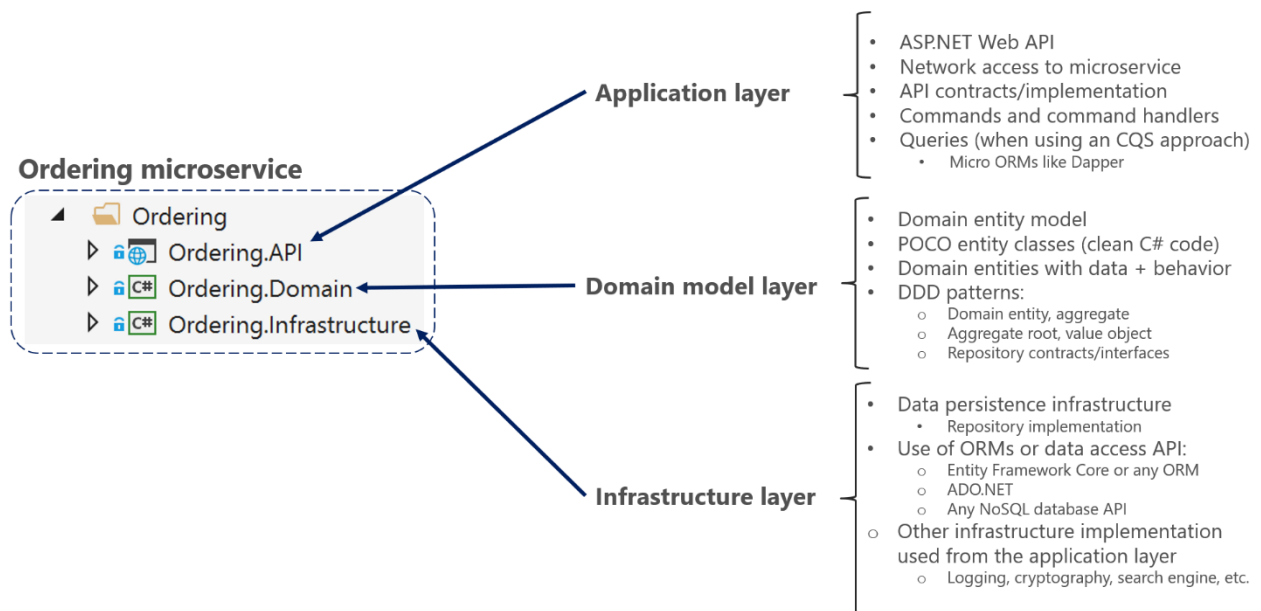 Ordering microservice
Ordering
Ordering.API
C# Ordering.Domain
C# Ordering.Infrastructure
Application layer
• ASP.NET Web API
• Network access to microservice
• API contracts/implementation
• Commands and command handlers
• Queries (when using an CQS approach)
• Micro ORMs like Dapper
Domain model layer
• Domain entity model
• POCO entity classes (clean C# code)
• Domain entities with data + behavior
• DDD patterns:
o Domain entity, aggregate
o Aggregate root, value object
o Repository contracts/interfaces
Infrastructure layer
• Data persistence infrastructure
• Repository implementation
• Use of ORMs or data access API:
o Entity Framework Core or any ORM
o ADO.NET
o Any NoSQL database API
o Other infrastructure implementation
used from the application layer
o Logging, cryptography, search engine, etc.